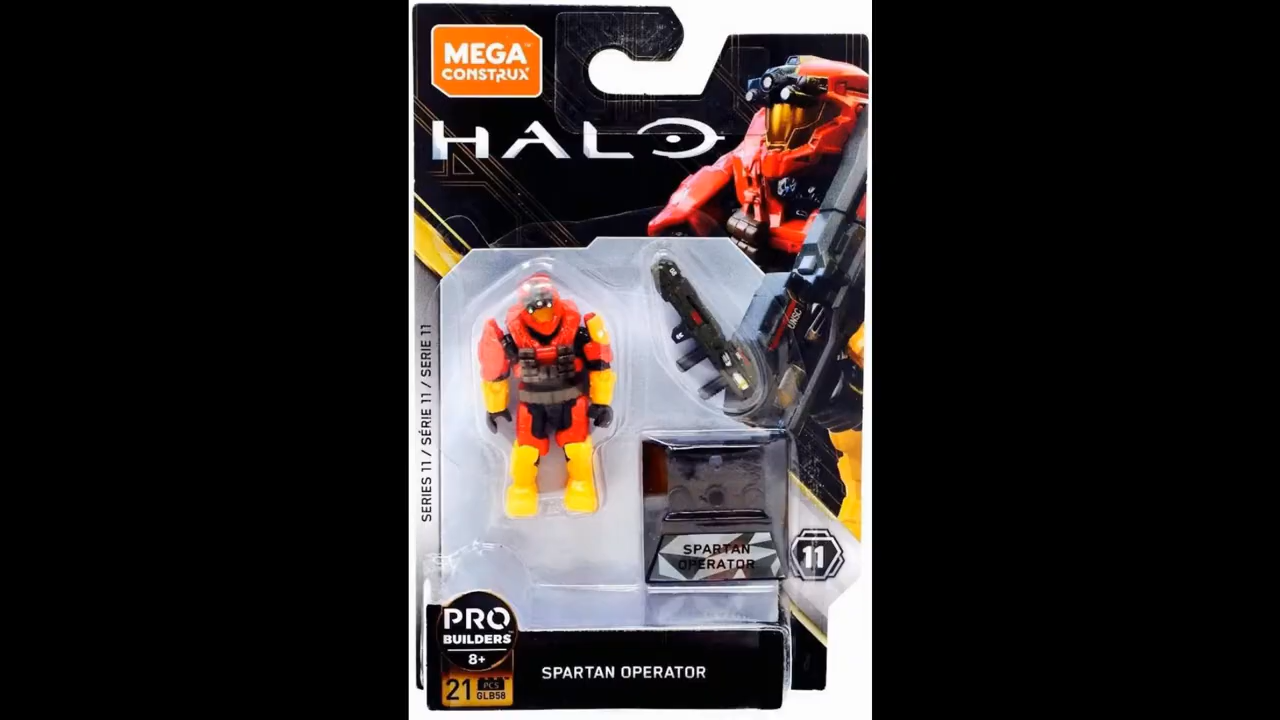 MEGA
CONSTRUX
HALO
UNSC
SERIES 11 / SÉRIE 11 / SERIE 11
SPARTAN
OPERATOR
11
PRO
BUILDERS
8+
SPARTAN OPERATOR
21 PCS
GLB58